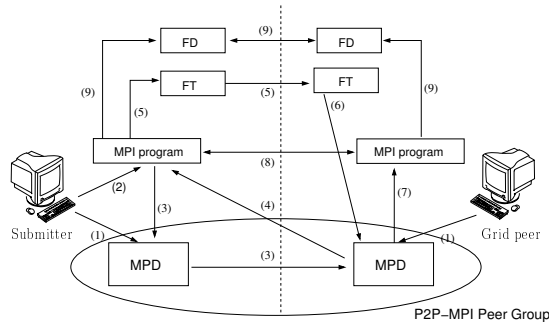 FD
(9)
FD
FT
(5)
FT
(9)
(5)
(6)
(9)
MPI program
(8)
MPI program
(2)
(3)
(4)
(7)
Submitter
(1)
(1)
Grid peer
MPD
(3)
MPD
P2P−MPI Peer Group